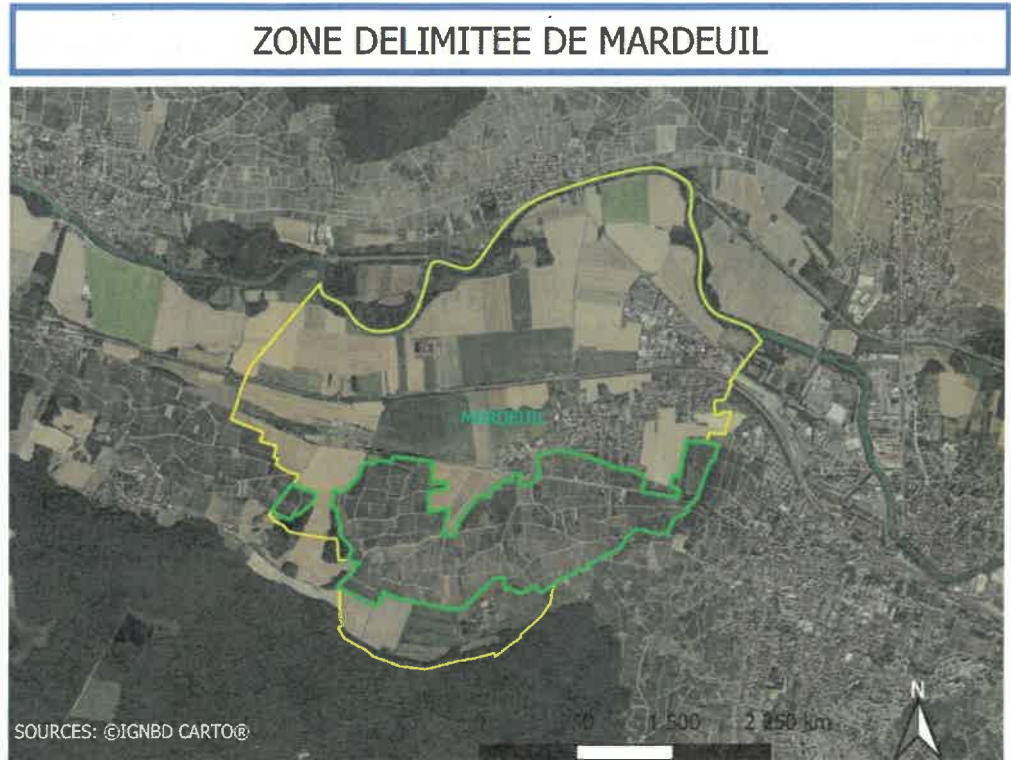 ZONE DELIMITEE DE MARDEUIL
MARDEUIL
N
1 500 2 250 km
SOURCES: ©IGNBD CARTO®